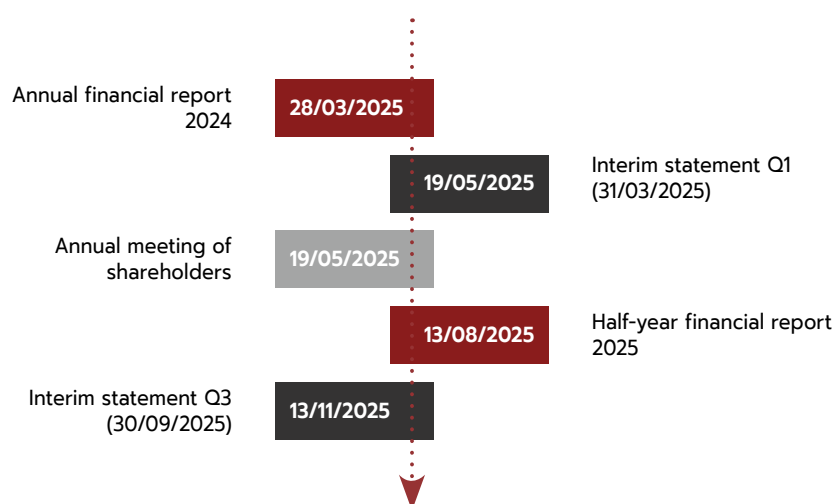 Annual financial report
2024
28/03/2025
19/05/2025
Interim statement Q1
(31/03/2025)
Annual meeting of
shareholders
19/05/2025
13/08/2025
Half-year financial report
2025
Interim statement Q3
(30/09/2025)
13/11/2025